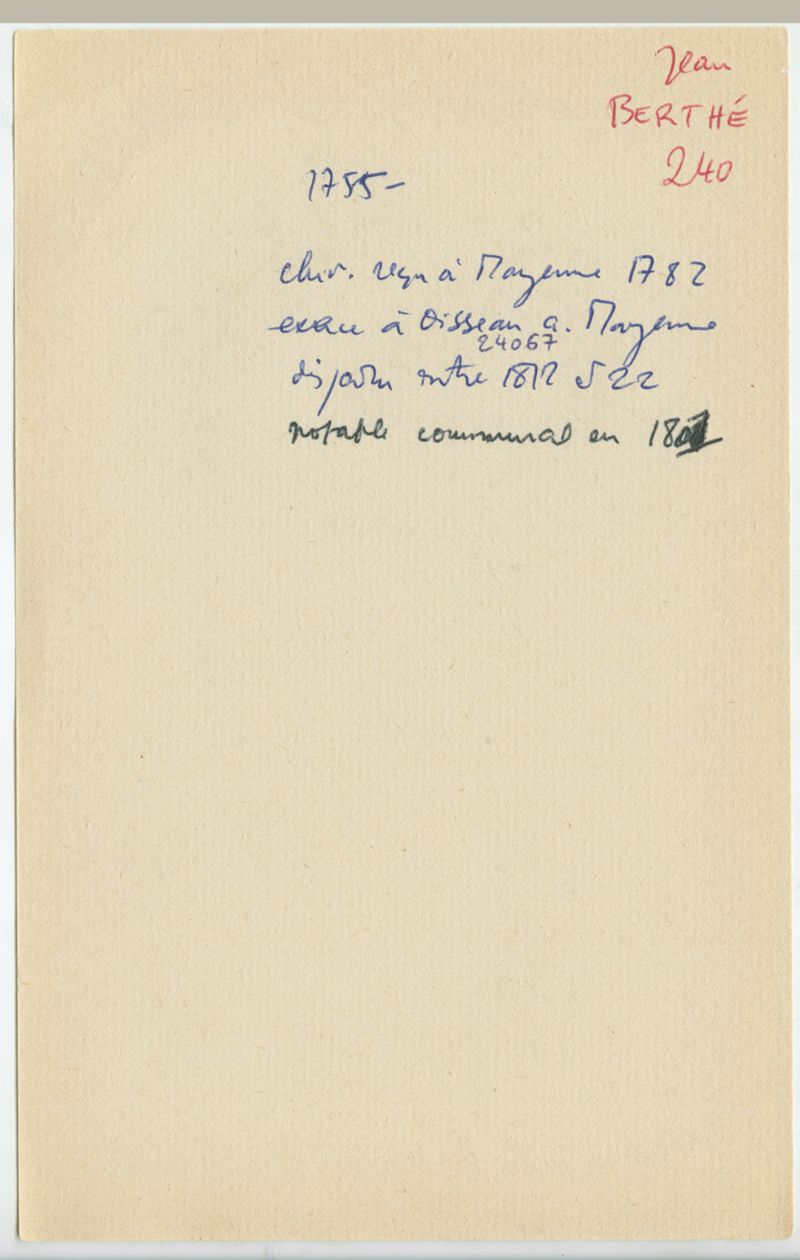 Jean
BERTHÉ
240
1755-
chir. reçu à Mayenne 1782
exerce à Oisseau a. Mayenne
24067
disparu entre 1812 et 22
notable communal en